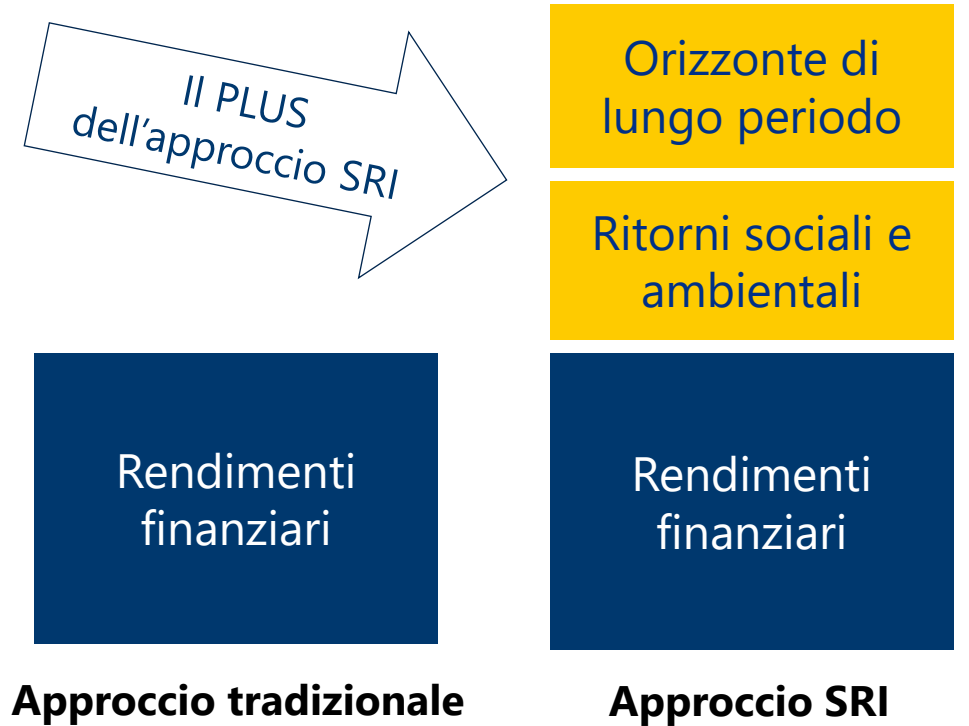 Il PLUS
dell'approccio SRI
Orizzonte di
lungo periodo
Ritorni sociali e
ambientali
Rendimenti
finanziari
Rendimenti
finanziari
Approccio tradizionale
Approccio SRI